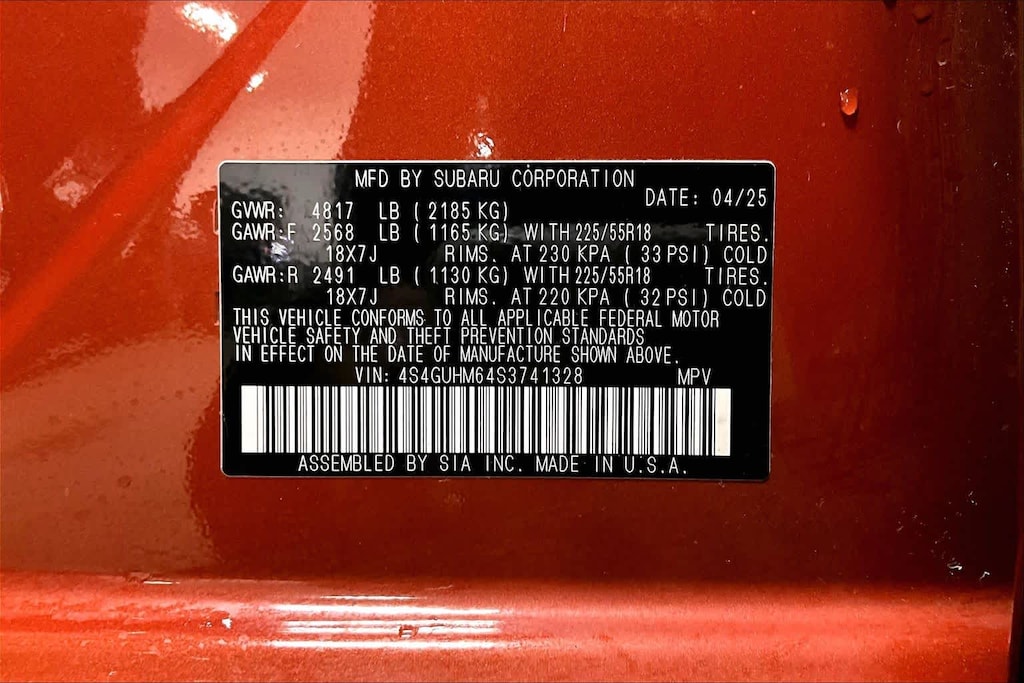 MFD BY SUBARU CORPORATION
DATE: 04/25
GVWR: 4817 LB (2185 KG)
GAWR:F 2568 LB (1165 KG) WITH 225/55R18 TIRES.
18X7J RIMS. AT 230 KPA (33 PSI) COLD
GAWR:R 2491 LB (1130 KG) WITH 225/55R18 TIRES.
18X7J RIMS. AT 220 KPA (32 PSI) COLD
THIS VEHICLE CONFORMS TO ALL APPLICABLE FEDERAL MOTOR
VEHICLE SAFETY AND THEFT PREVENTION STANDARDS
IN EFFECT ON THE DATE OF MANUFACTURE SHOWN ABOVE.
VIN: 4S4GUHM64S3741328 MPV
ASSEMBLED BY SIA INC. MADE IN U.S.A.